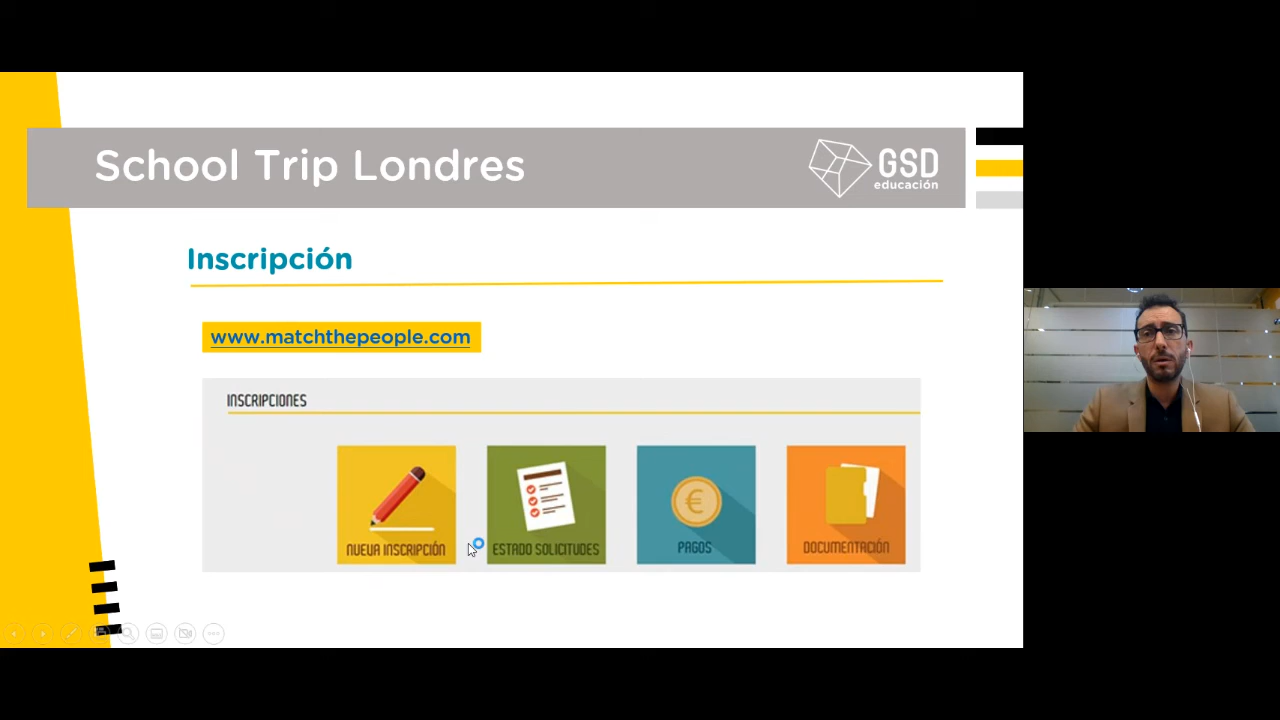 School Trip Londres
GSD
educación
Inscripción
www.matchthepeople.com
INSCRIPCIONES
NUEVA INSCRIPCIÓN
ESTADO SOLICITUDES
PAGOS
DOCUMENTACIÓN